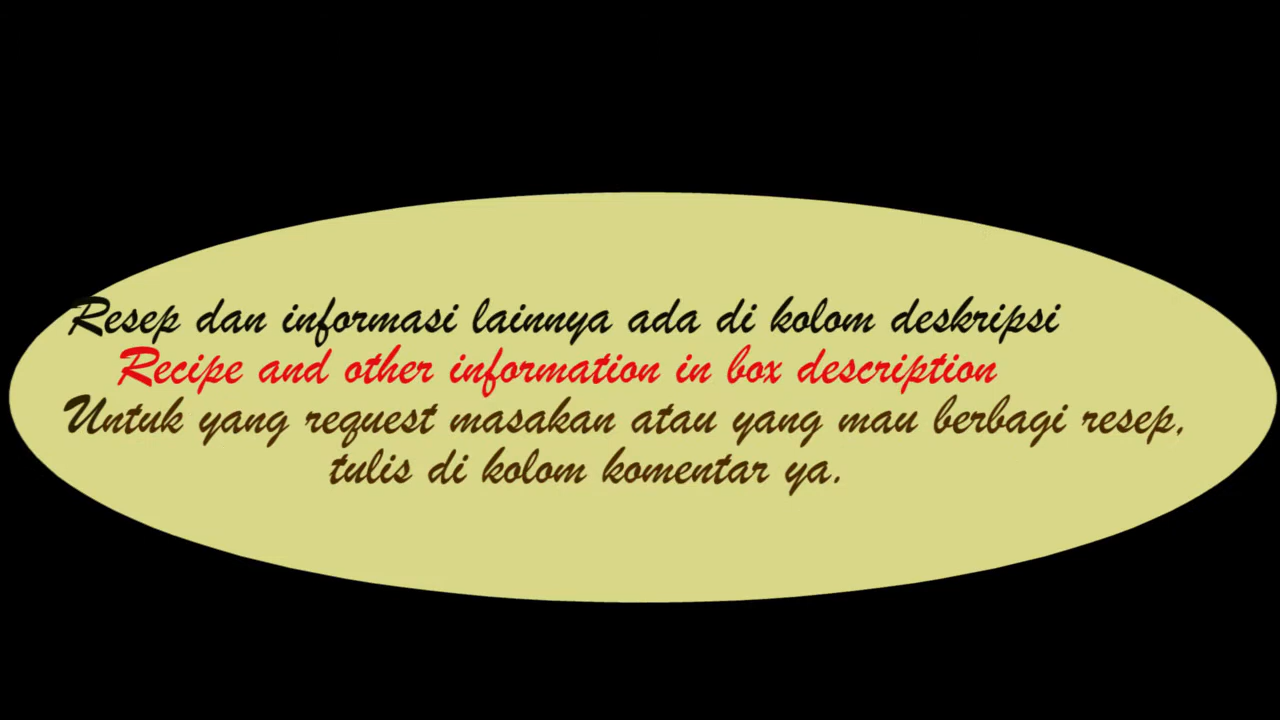 Resep dan informasi lainnya ada di kolom deskripsi
Recipe and other information in box description
Untuk yang request masakan atau yang mau berbagi resep,
tulis di kolom komentar ya.